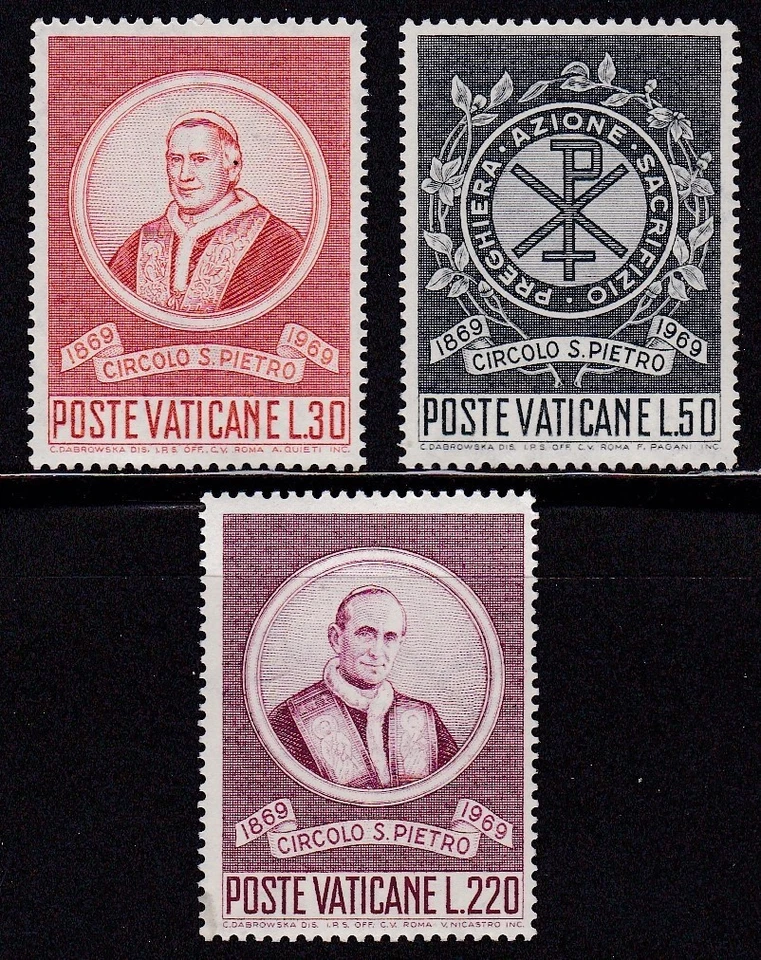 1869 1969
CIRCOLO S. PIETRO
POSTE VATICANE L.30
C. DABROWSKA DIS. I.P.S. OFF. C.V. ROMA A. QUIETI INC.
PREGHIERA · AZIONE · SACRIFIZIO ·
1869 1969
CIRCOLO S. PIETRO
POSTE VATICANE L.50
C. DABROWSKA DIS. I.P.S. OFF. C.V. ROMA F. PAGANI INC.
1869 1969
CIRCOLO S. PIETRO
POSTE VATICANE L.220
C. DABROWSKA DIS. I.P.S. OFF. C.V. ROMA V. NICASTRO INC.